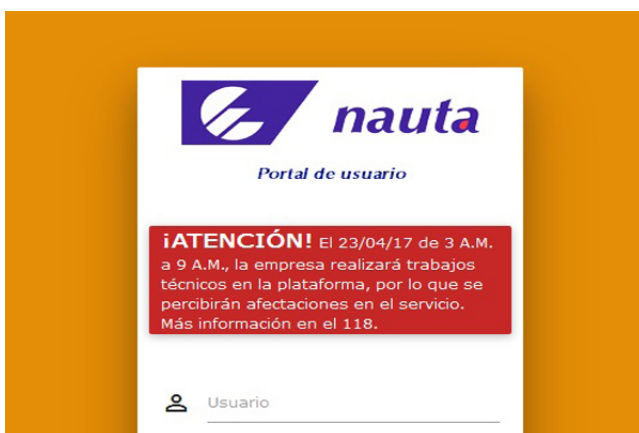 nauta
Portal de usuario
¡ATENCIÓN! El 23/04/17 de 3 A.M.
a 9 A.M., la empresa realizará trabajos
técnicos en la plataforma, por lo que se
percibirán afectaciones en el servicio.
Más información en el 118.
Usuario